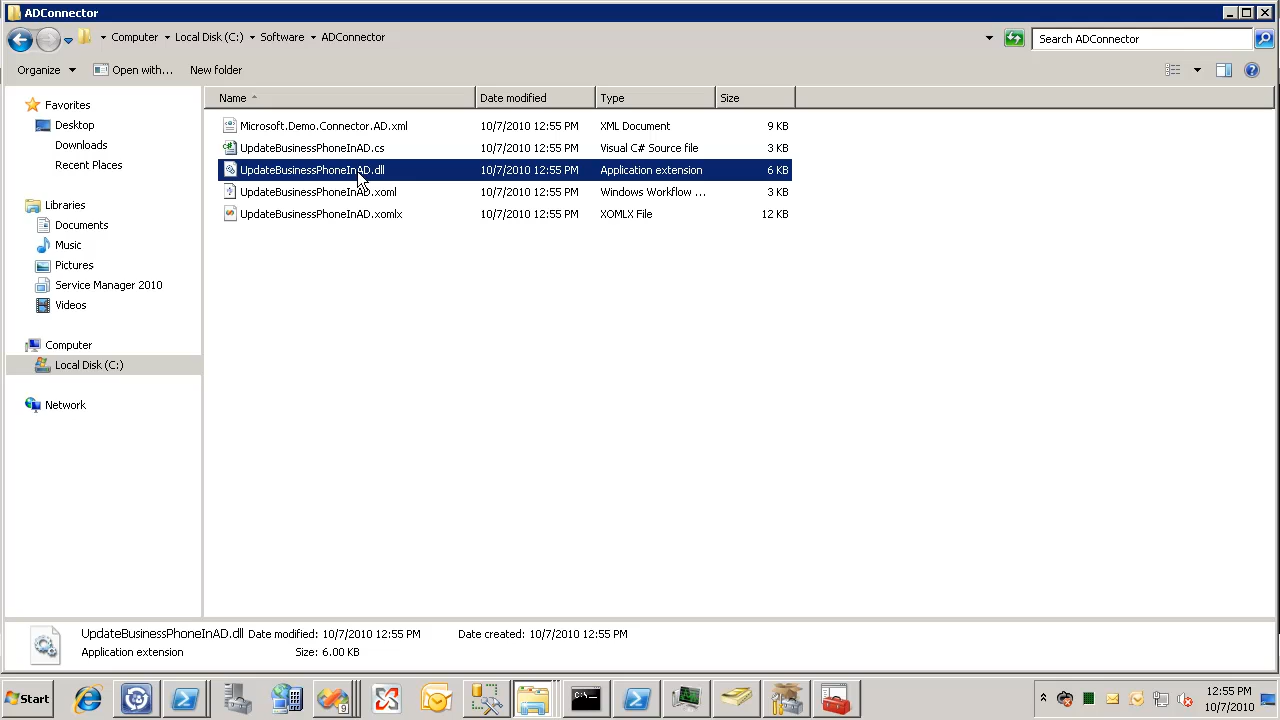 ADConnector
Computer Local Disk (C:) Software ADConnector
Search ADConnector
Organize Open with... New folder
Name Date modified Type Size
Favorites
Desktop
Downloads
Recent Places
Libraries
Documents
Music
Pictures
Service Manager 2010
Videos
Computer
Local Disk (C:)
Network
Microsoft.Demo.Connector.AD.xml 10/7/2010 12:55 PM XML Document 9 KB
UpdateBusinessPhoneInAD.cs 10/7/2010 12:55 PM Visual C# Source file 3 KB
UpdateBusinessPhoneInAD.dll 10/7/2010 12:55 PM Application extension 6 KB
UpdateBusinessPhoneInAD.xoml 10/7/2010 12:55 PM Windows Workflow ... 3 KB
UpdateBusinessPhoneInAD.xomlx 10/7/2010 12:55 PM XOMLX File 12 KB
UpdateBusinessPhoneInAD.dll Date modified: 10/7/2010 12:55 PM Date created: 10/7/2010 12:55 PM
Application extension Size: 6.00 KB
Start
12:55 PM
10/7/2010